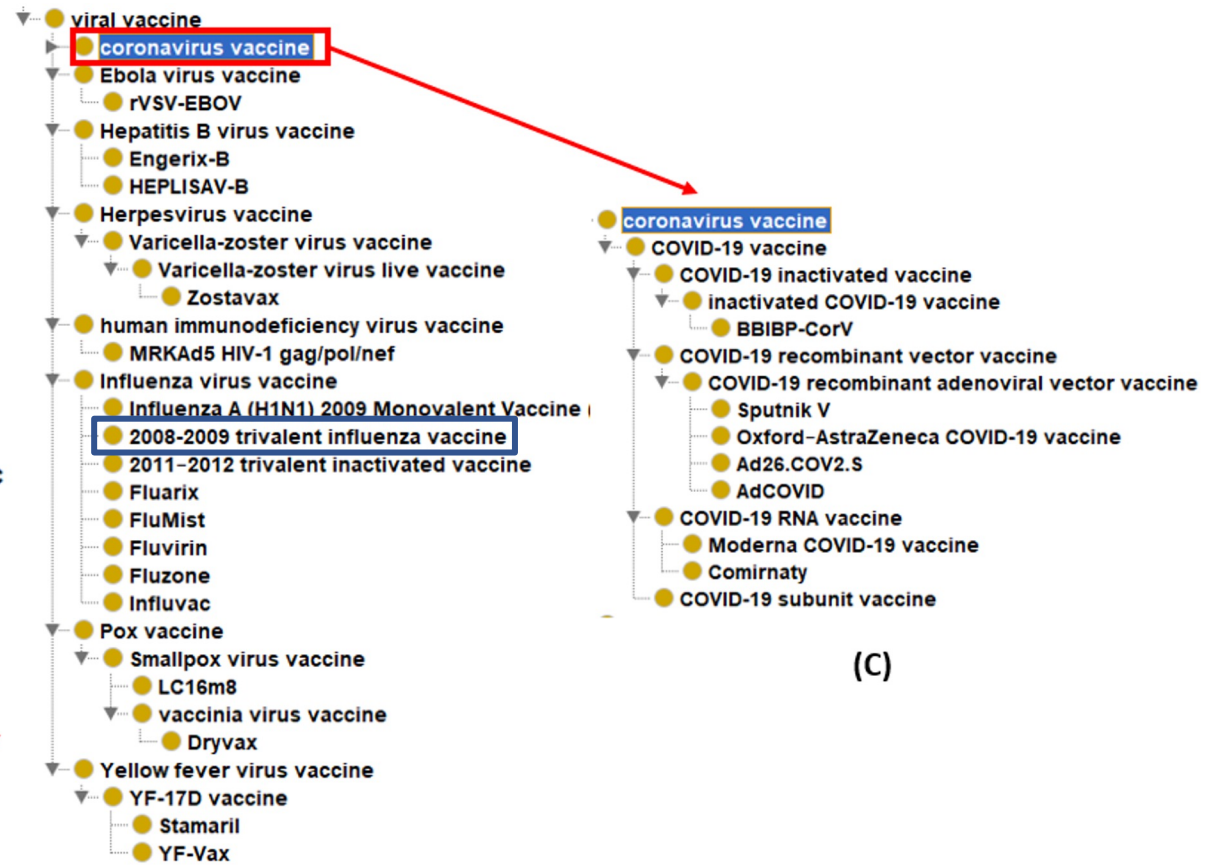 viral vaccine
coronavirus vaccine
Ebola virus vaccine
rVSV-EBOV
Hepatitis B virus vaccine
Engerix-B
HEPLISAV-B
Herpesvirus vaccine
Varicella-zoster virus vaccine
Varicella-zoster virus live vaccine
Zostavax
human immunodeficiency virus vaccine
MRKAd5 HIV-1 gag/pol/nef
Influenza virus vaccine
Influenza A (H1N1) 2009 Monovalent Vaccine
2008-2009 trivalent influenza vaccine
2011-2012 trivalent inactivated vaccine
Fluarix
FluMist
Fluvirin
Fluzone
Influvac
Pox vaccine
Smallpox virus vaccine
LC16m8
vaccinia virus vaccine
Dryvax
Yellow fever virus vaccine
YF-17D vaccine
Stamaril
YF-Vax
coronavirus vaccine
COVID-19 vaccine
COVID-19 inactivated vaccine
inactivated COVID-19 vaccine
BBIBP-CorV
COVID-19 recombinant vector vaccine
COVID-19 recombinant adenoviral vector vaccine
Sputnik V
Oxford-AstraZeneca COVID-19 vaccine
Ad26.COV2.S
AdCOVID
COVID-19 RNA vaccine
Moderna COVID-19 vaccine
Comirnaty
COVID-19 subunit vaccine
(C)